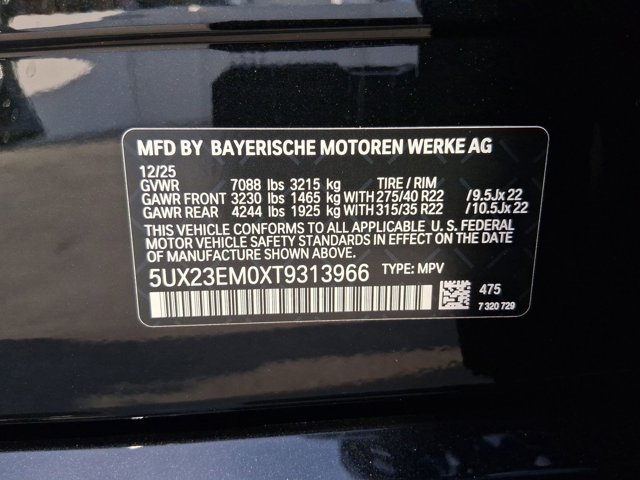 MFD BY BAYERISCHE MOTOREN WERKE AG
12/25
GVWR 7088 lbs 3215 kg TIRE / RIM
GAWR FRONT 3230 lbs 1465 kg WITH 275/40 R22 /9.5Jx 22
GAWR REAR 4244 lbs 1925 kg WITH 315/35 R22 /10.5Jx 22
THIS VEHICLE CONFORMS TO ALL APPLICABLE U. S. FEDERAL
MOTOR VEHICLE SAFETY STANDARDS IN EFFECT ON THE DATE OF
MANUFACTURE SHOWN ABOVE.
5UX23EM0XT9313966 TYPE: MPV
475
7 320 729